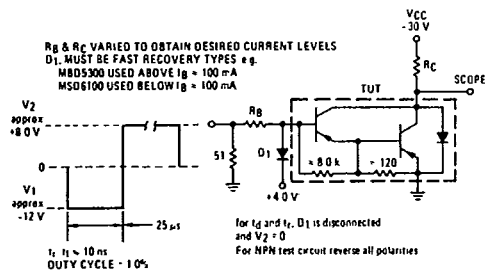 VCC
-30 V
RB & RC VARIED TO OBTAIN DESIRED CURRENT LEVELS
D1, MUST BE FAST RECOVERY TYPES e.g.
MBD5300 USED ABOVE IB ≈ 100 mA
MSD6100 USED BELOW IB ≈ 100 mA
RC
SCOPE
TUT
V2
approx
+8.0 V
0
V1
approx
-12 V
RB
51
D1
+4.0 V
≈ 8.0 k
≈ 120
25 μs
tr, tf ≤ 10 ns
DUTY CYCLE = 1.0%
for td and tr, D1 is disconnected
and V2 = 0
For NPN test circuit reverse all polarities